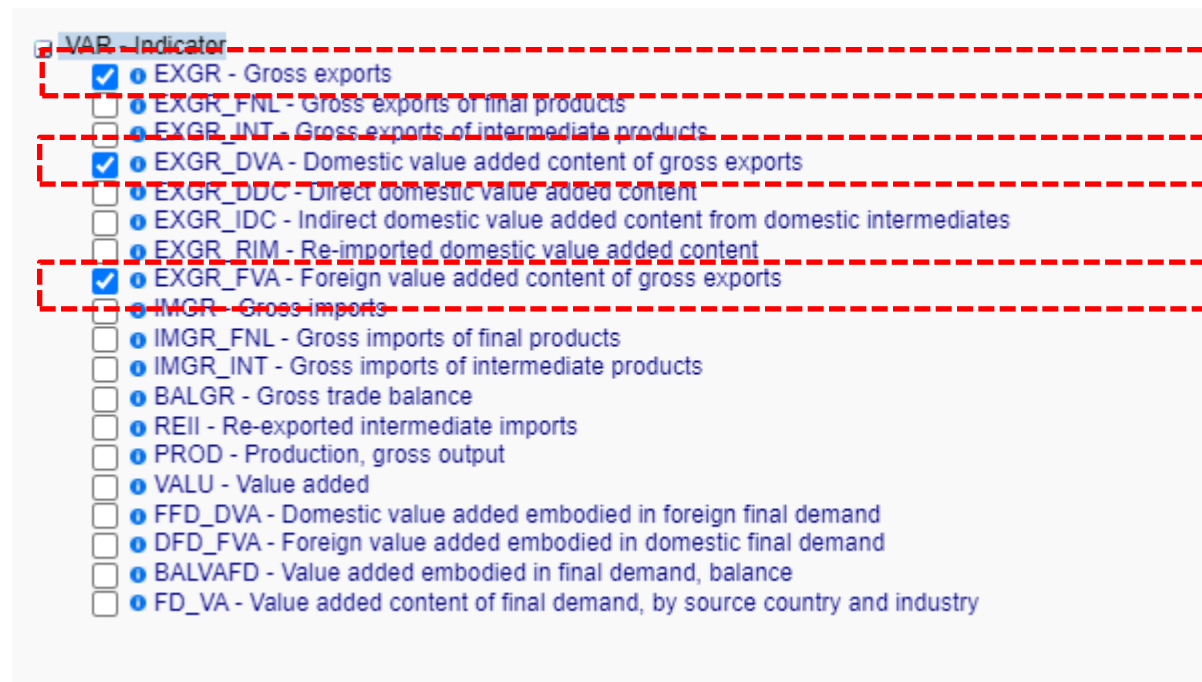 VAR - Indicator
EXGR - Gross exports
EXGR_FNL - Gross exports of final products
EXGR_INT - Gross exports of intermediate products
EXGR_DVA - Domestic value added content of gross exports
EXGR_DDC - Direct domestic value added content
EXGR_IDC - Indirect domestic value added content from domestic intermediates
EXGR_RIM - Re-imported domestic value added content
EXGR_FVA - Foreign value added content of gross exports
IMGR - Gross imports
IMGR_FNL - Gross imports of final products
IMGR_INT - Gross imports of intermediate products
BALGR - Gross trade balance
REII - Re-exported intermediate imports
PROD - Production, gross output
VALU - Value added
FFD_DVA - Domestic value added embodied in foreign final demand
DFD_FVA - Foreign value added embodied in domestic final demand
BALVAFD - Value added embodied in final demand, balance
FD_VA - Value added content of final demand, by source country and industry